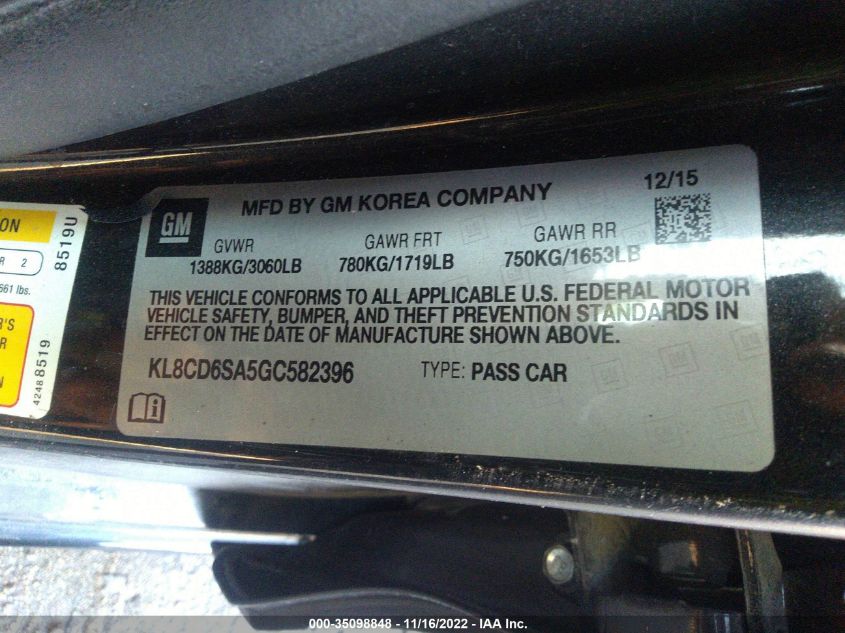 GM
MFD BY GM KOREA COMPANY
12/15
GVWR
GAWR FRT
GAWR RR
1388KG/3060LB
780KG/1719LB
750KG/1653LB
THIS VEHICLE CONFORMS TO ALL APPLICABLE U.S. FEDERAL MOTOR
VEHICLE SAFETY, BUMPER, AND THEFT PREVENTION STANDARDS IN
EFFECT ON THE DATE OF MANUFACTURE SHOWN ABOVE.
KL8CD6SA5GC582396
TYPE: PASS CAR
ON
R 2
661 lbs.
R'S
R
N
8519U
42488519
000-35098848 - 11/16/2022 - IAA Inc.